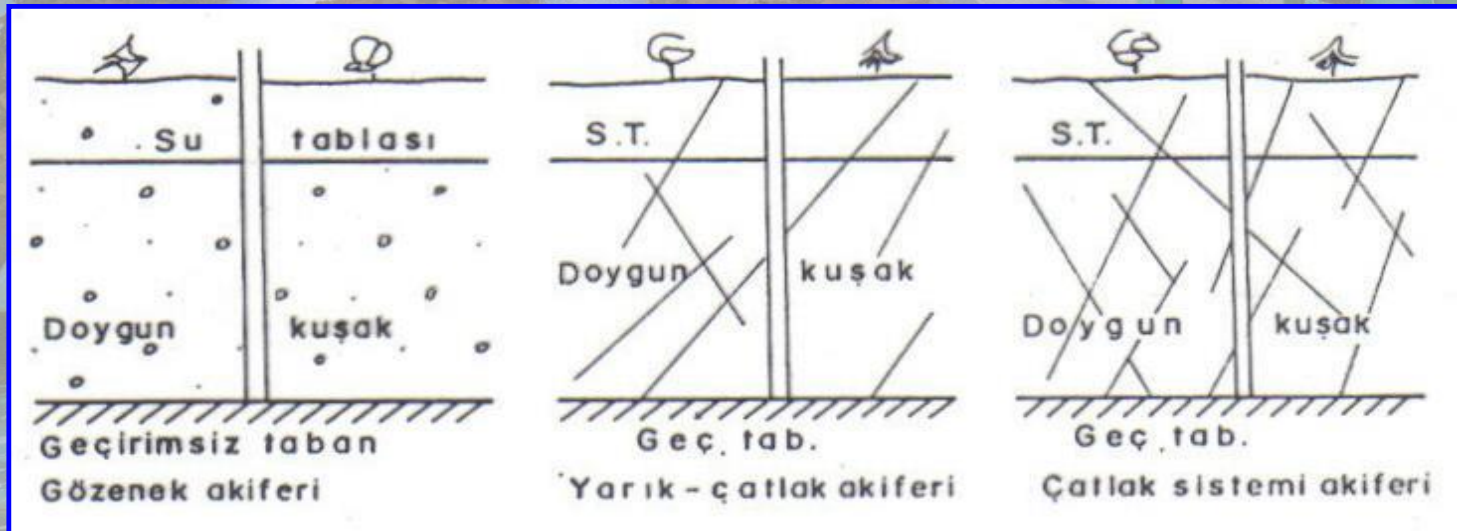 Su tablası
Doygun kuşak
Geçirimsiz taban
Gözenek akiferi
S.T.
Doygun kuşak
Geç. tab.
Yarık-çatlak akiferi
S.T.
Doygun kuşak
Geç tab.
Çatlak sistemi akiferi